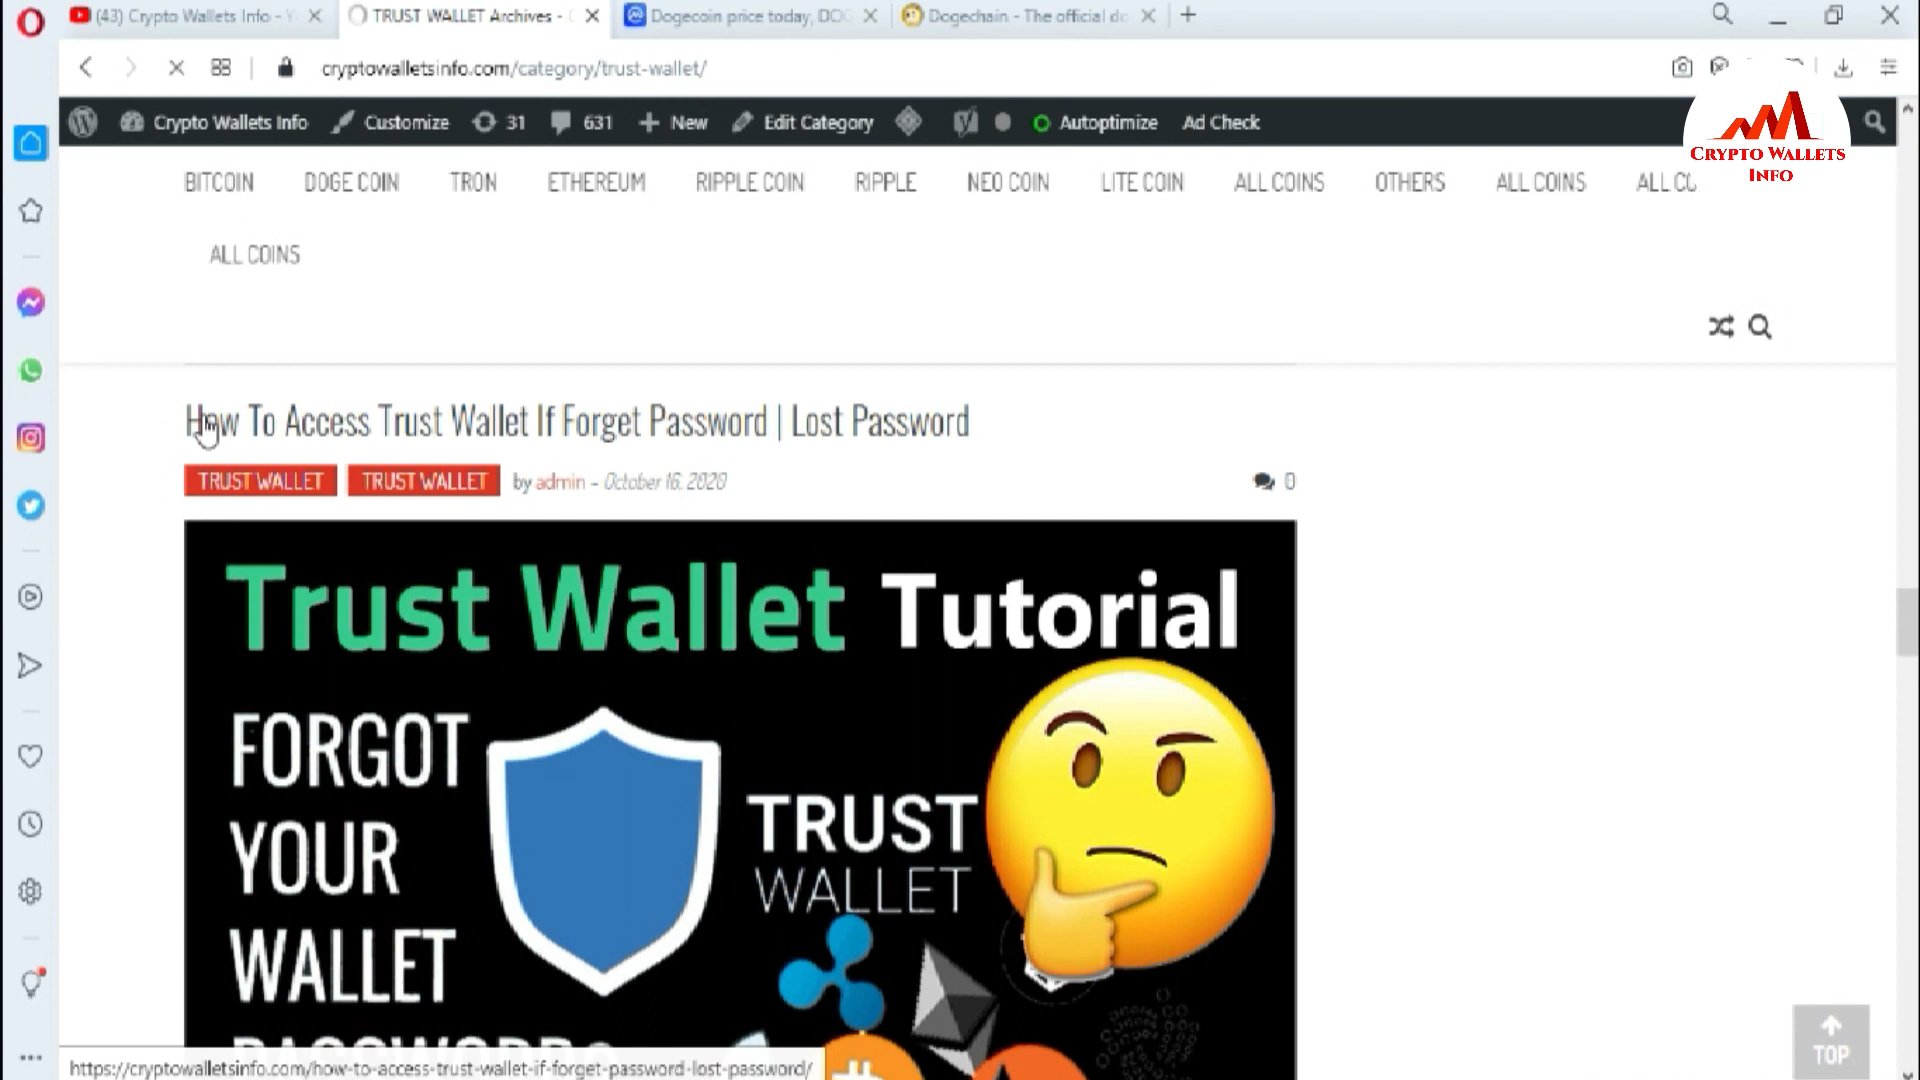 (43) Crypto Wallets Info - Y
TRUST WALLET Archives -
Dogecoin price today, DOG
Dogechain - The official do
cryptowalletsinfo.com/category/trust-wallet/
Crypto Wallets Info
Customize
31
631
New
Edit Category
Autoptimize
Ad Check
CRYPTO WALLETS
INFO
BITCOIN
DOGE COIN
TRON
ETHEREUM
RIPPLE COIN
RIPPLE
NEO COIN
LITE COIN
ALL COINS
OTHERS
ALL COINS
ALL CO
ALL COINS
How To Access Trust Wallet If Forget Password | Lost Password
TRUST WALLET
TRUST WALLET
by admin - October 16, 2020
0
Trust Wallet Tutorial
FORGOT
YOUR
WALLET
TRUST
WALLET
TOP
https://cryptowalletsinfo.com/how-to-access-trust-wallet-if-forget-password-lost-password/